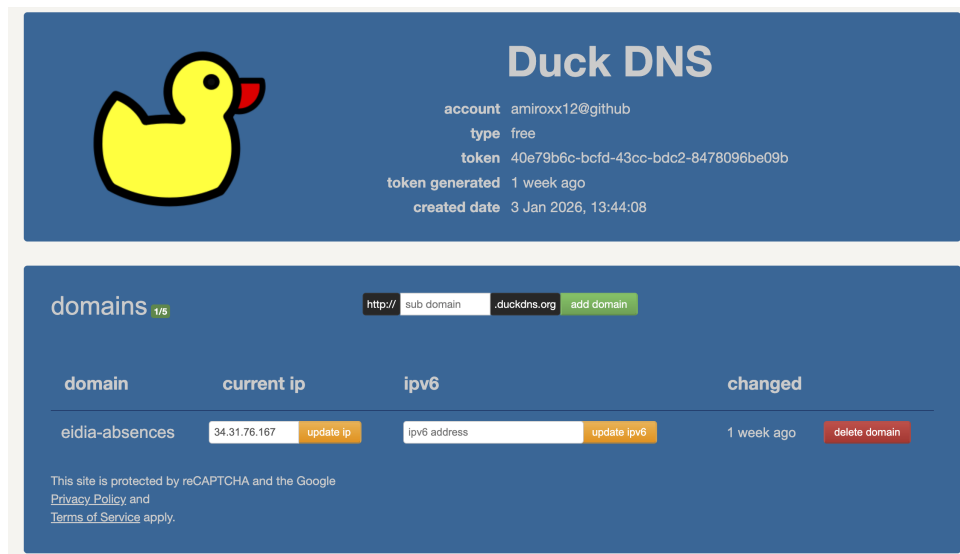 Duck DNS
account amiroxx12@github
type free
token 40e79b6c-bcfd-43cc-bdc2-8478096be09b
token generated 1 week ago
created date 3 Jan 2026, 13:44:08
domains 1/5
http:// sub domain .duckdns.org add domain
domain current ip ipv6 changed
eidia-absences 34.31.76.167 update ip ipv6 address update ipv6 1 week ago delete domain
This site is protected by reCAPTCHA and the Google
Privacy Policy and
Terms of Service apply.